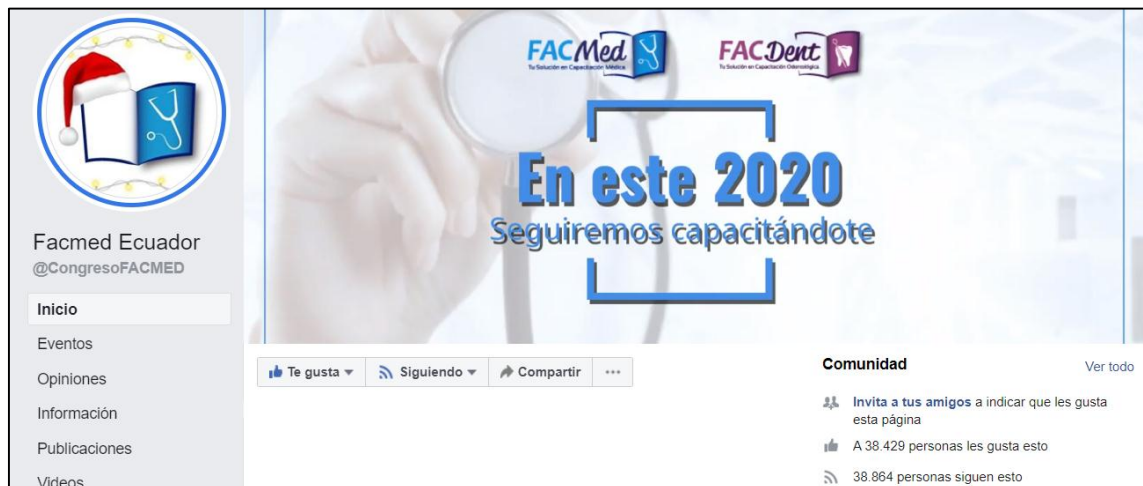 FACMed
Tu Solución en Capacitación Médica
FACDent
Tu Solución en Capacitación Odontológica
En este 2020
Seguiremos capacitándote
Facmed Ecuador
@CongresoFACMED
Inicio
Eventos
Opiniones
Información
Publicaciones
Videos
Te gusta
Siguiendo
Compartir
Comunidad
Ver todo
Invita a tus amigos a indicar que les gusta
esta página
A 38.429 personas les gusta esto
38.864 personas siguen esto